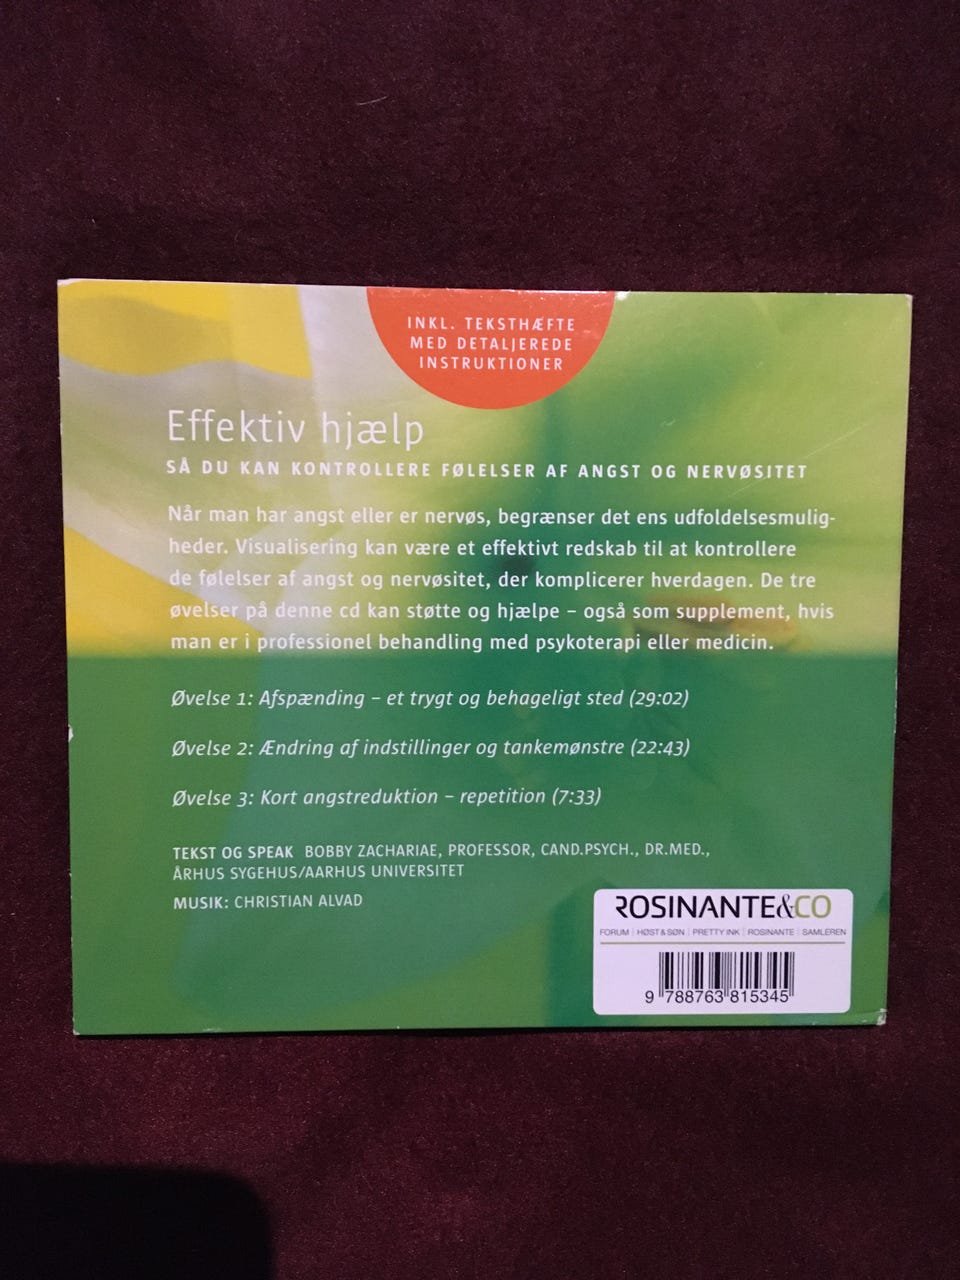 INKL. TEKSTHÆFTE
MED DETALJEREDE
INSTRUKTIONER
Effektiv hjælp
SÅ DU KAN KONTROLLERE FØLELSER AF ANGST OG NERVØSITET
Når man har angst eller er nervøs, begrænser det ens udfoldelsesmulig-
heder. Visualisering kan være et effektivt redskab til at kontrollere
de følelser af angst og nervøsitet, der komplicerer hverdagen. De tre
øvelser på denne cd kan støtte og hjælpe – også som supplement, hvis
man er i professionel behandling med psykoterapi eller medicin.
Øvelse 1: Afspænding – et trygt og behageligt sted (29:02)
Øvelse 2: Ændring af indstillinger og tankemønstre (22:43)
Øvelse 3: Kort angstreduktion – repetition (7:33)
TEKST OG SPEAK BOBBY ZACHARIAE, PROFESSOR, CAND.PSYCH., DR.MED.,
ÅRHUS SYGEHUS/AARHUS UNIVERSITET
MUSIK: CHRISTIAN ALVAD
ROSINANTE&CO
FORUM | HØST & SØN | PRETTY INK | ROSINANTE | SAMLEREN
9 788763 815345